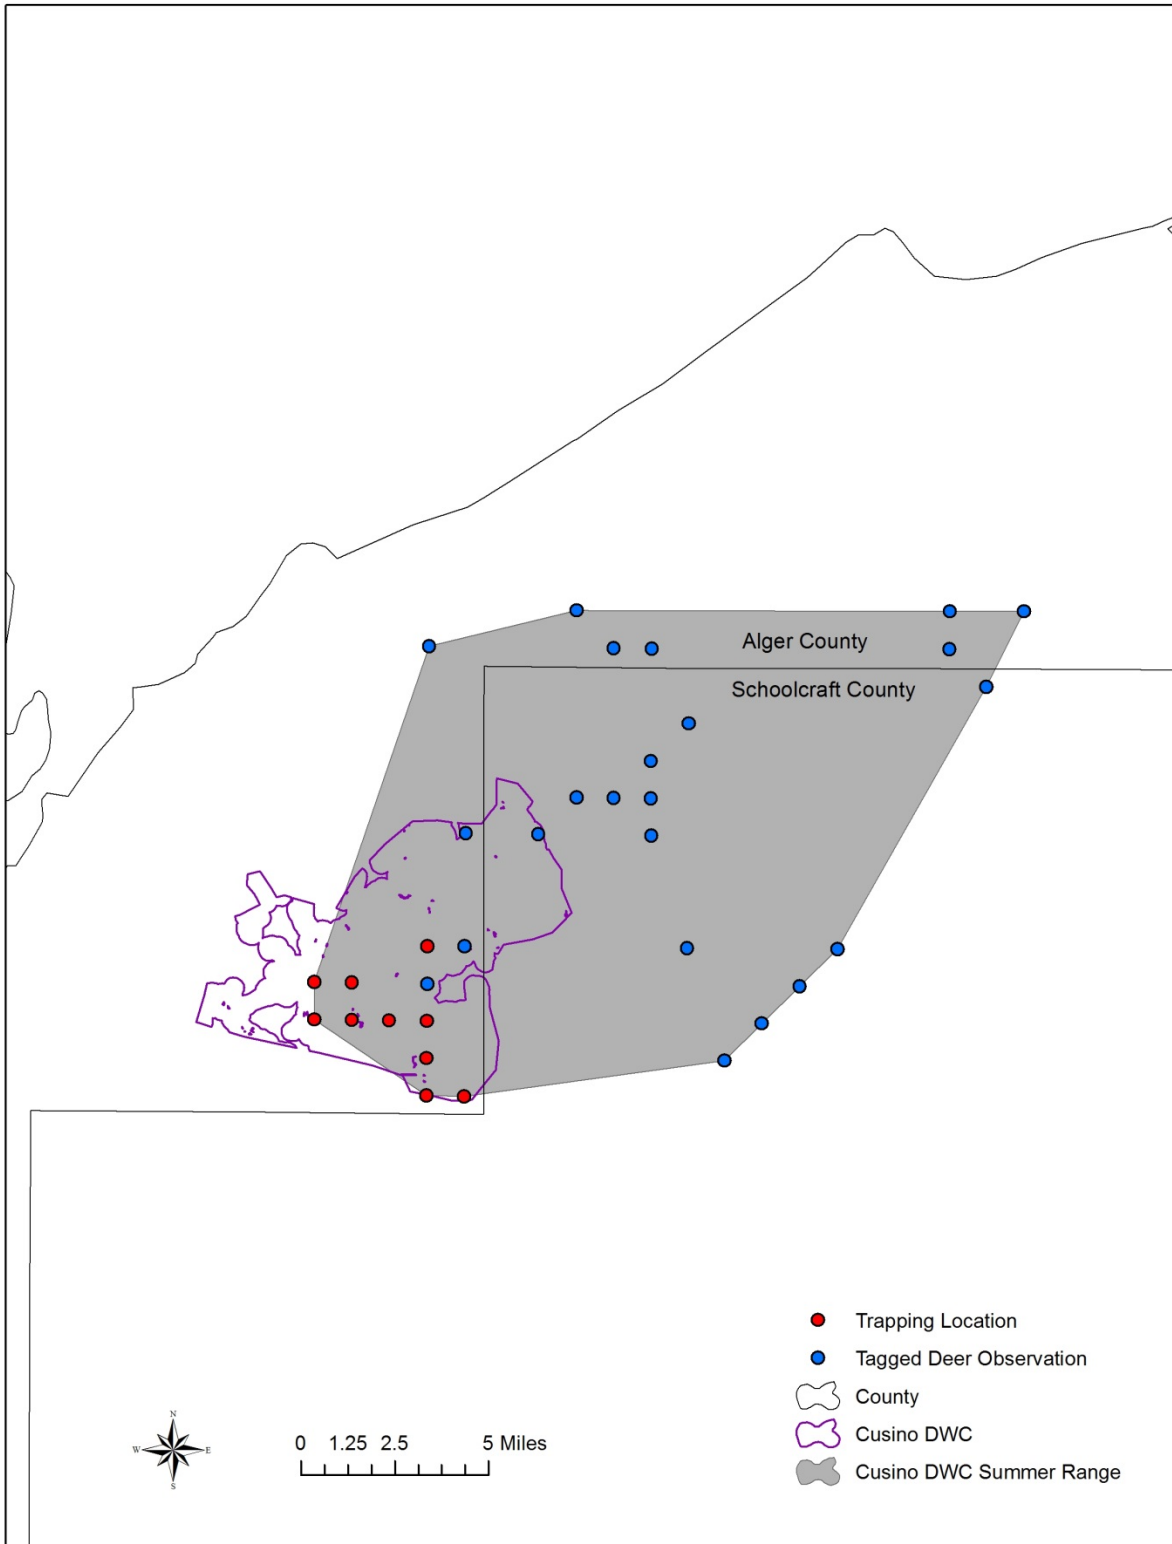 Alger County
Schoolcraft County
Trapping Location
Tagged Deer Observation
County
Cusino DWC
Cusino DWC Summer Range
N
W E
S
0 1.25 2.5 5 Miles